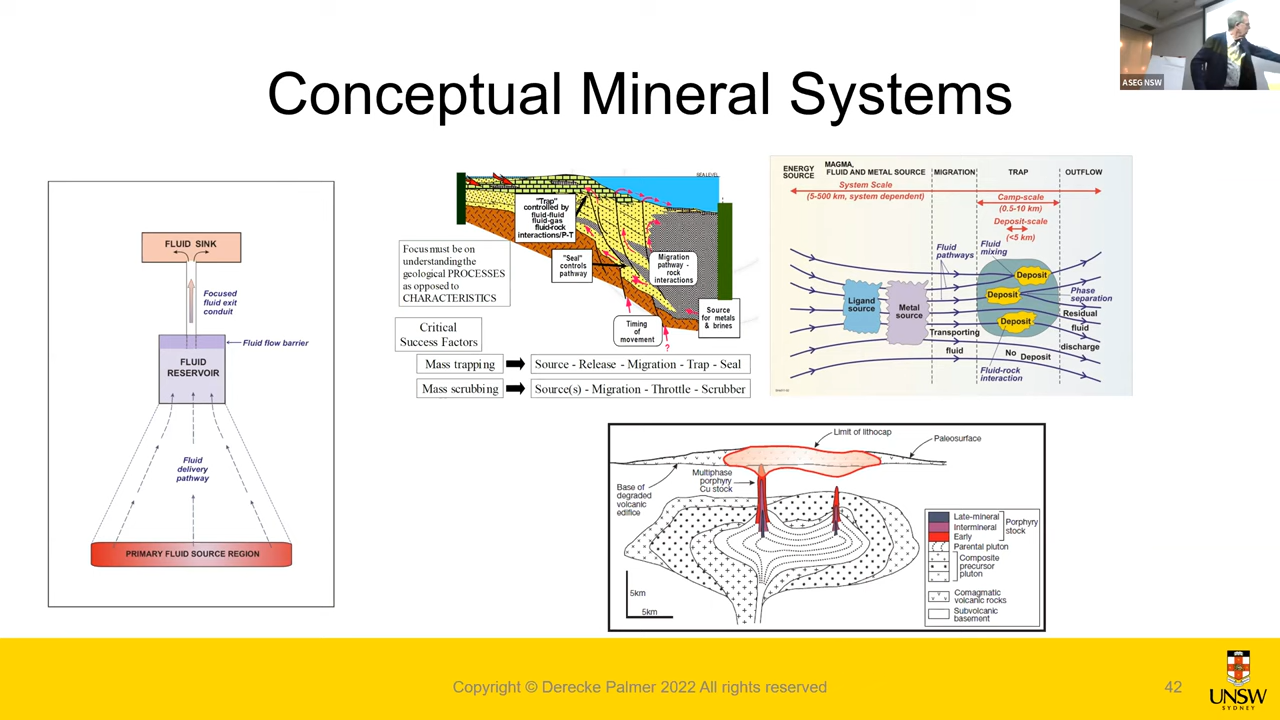 ASEG NSW
Conceptual Mineral Systems
FLUID SINK
Focused
fluid exit
conduit
Fluid flow barrier
FLUID
RESERVOIR
Fluid
delivery
pathway
PRIMARY FLUID SOURCE REGION
SEA LEVEL
"Trap"
controlled by
fluid-fluid
fluid-gas
fluid-rock
interactions/P-T
"Seal"
controls
pathway
Migration
pathway -
rock
interactions
Source
for metals
& brines
Timing
of
movement
?
Focus must be on
understanding the
geological PROCESSES
as opposed to
CHARACTERISTICS
Critical
Success Factors
Mass trapping
Source - Release - Migration - Trap - Seal
Mass scrubbing
Source(s) - Migration - Throttle - Scrubber
ENERGY
SOURCE
MAGMA,
FLUID AND METAL SOURCE
MIGRATION
TRAP
OUTFLOW
System Scale
(5-500 km, system dependent)
Camp-scale
(0.5-10 km)
Deposit-scale
(<5 km)
Fluid
pathways
Fluid
mixing
Deposit
Deposit
Deposit
Phase
separation
Ligand
source
Metal
source
Residual
fluid
discharge
Transporting
fluid
No Deposit
Fluid-rock
interaction
Limit of lithocap
Paleosurface
Multiphase
porphyry
Cu stock
Base of
degraded
volcanic
edifice
5km
5km
Late-mineral
Intermineral
Early
Porphyry
stock
Parental pluton
Composite
precursor
pluton
Comagmatic
volcanic rocks
Subvolcanic
basement
Copyright © Derecke Palmer 2022 All rights reserved
42
UNSW
SYDNEY